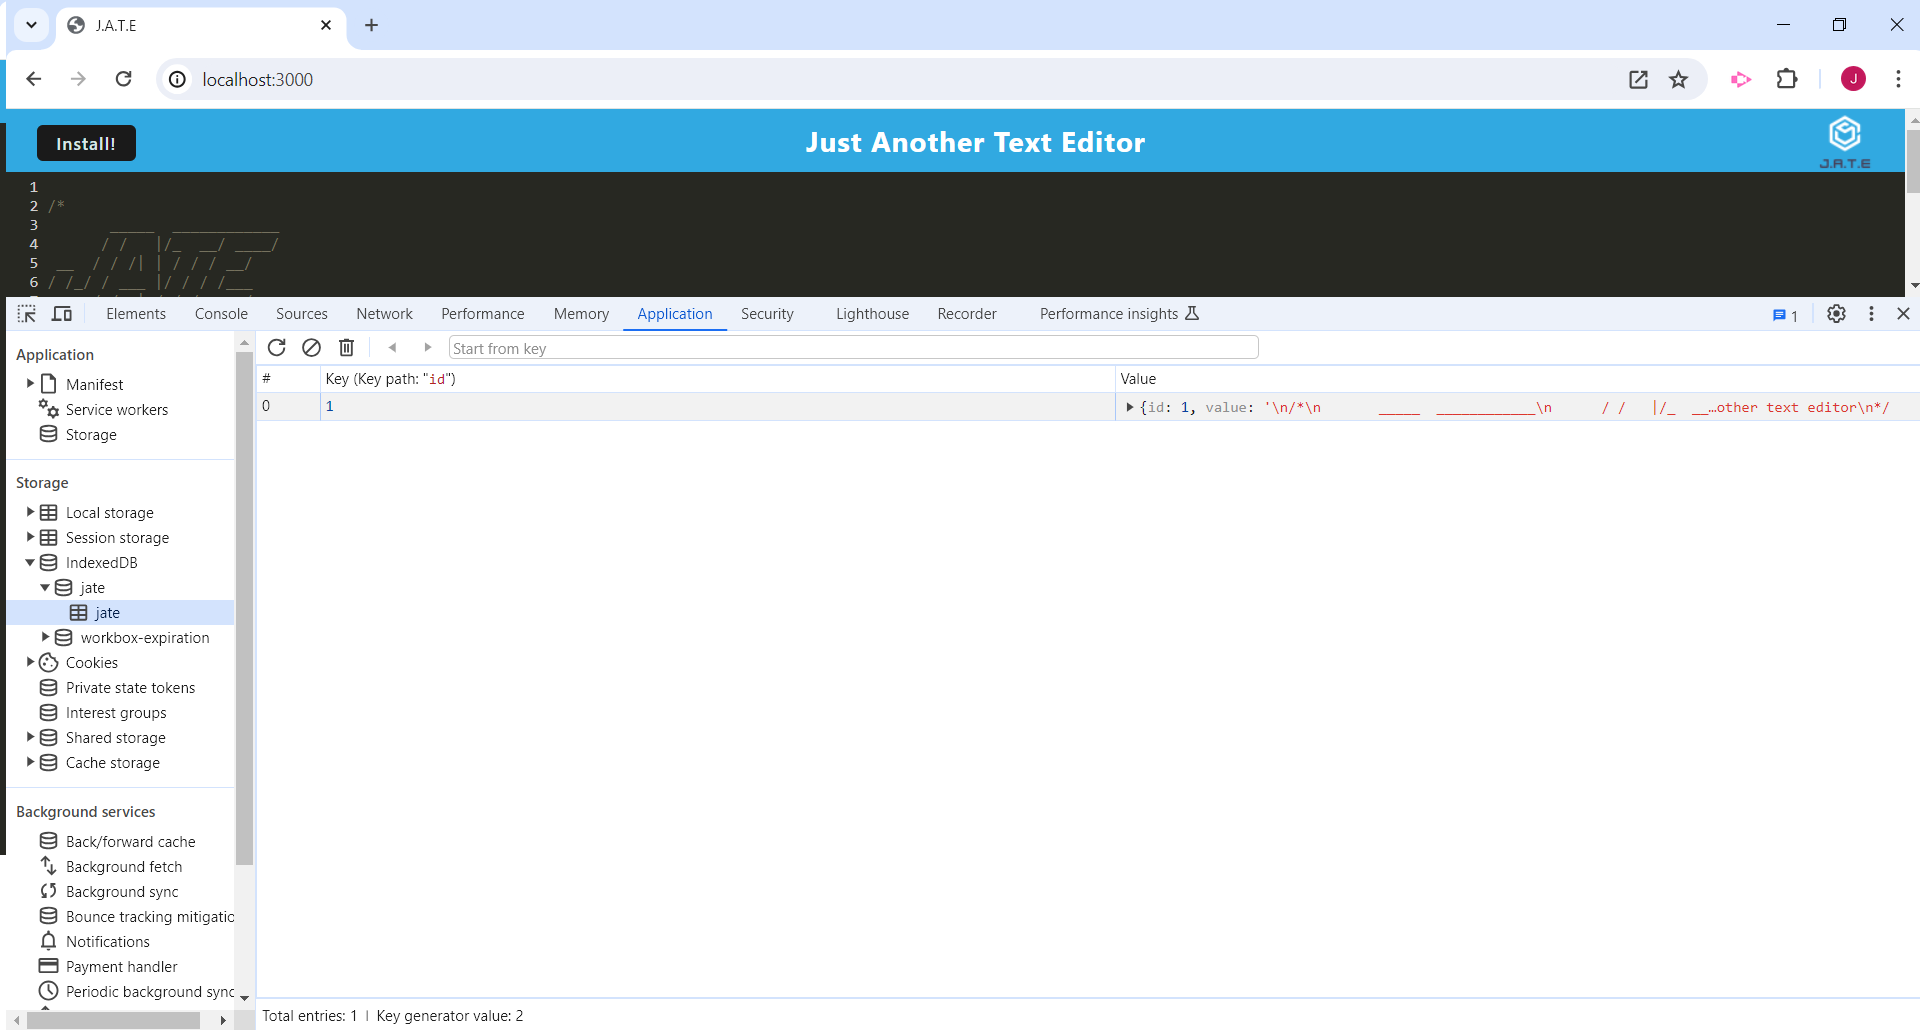 J.A.T.E
localhost:3000
J
Install!
Just Another Text Editor
J.A.T.E
1
2 /*
3        _____  ____________
4       / /   |/_  __/ ____/
5  __  / / /| | / / / __/
6 / /_/ / ___ |/ / / /___
Elements Console Sources Network Performance Memory Application Security Lighthouse Recorder Performance insights 1
Application
Manifest
Service workers
Storage
Storage
Local storage
Session storage
IndexedDB
jate
jate
workbox-expiration
Cookies
Private state tokens
Interest groups
Shared storage
Cache storage
Background services
Back/forward cache
Background fetch
Background sync
Bounce tracking mitigatio
Notifications
Payment handler
Periodic background sync
Start from key
# Key (Key path: "id") Value
0 1 {id: 1, value: '\n/*\n       _____  ____________\n      / /   |/_  __…other text editor\n*/
Total entries: 1 | Key generator value: 2